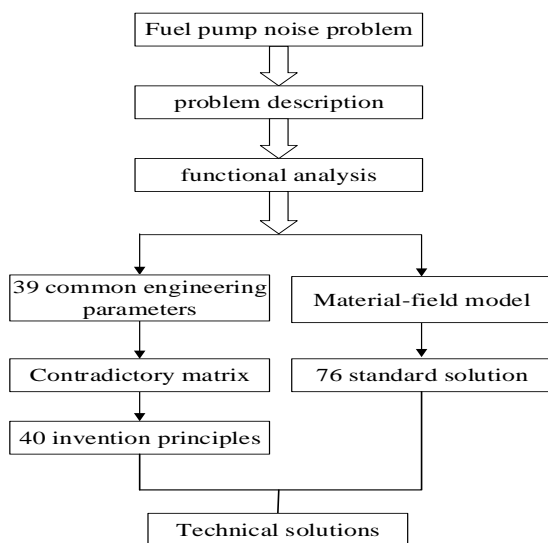 Fuel pump noise problem
problem description
functional analysis
39 common engineering
parameters
Material-field model
Contradictory matrix
76 standard solution
40 invention principles
Technical solutions